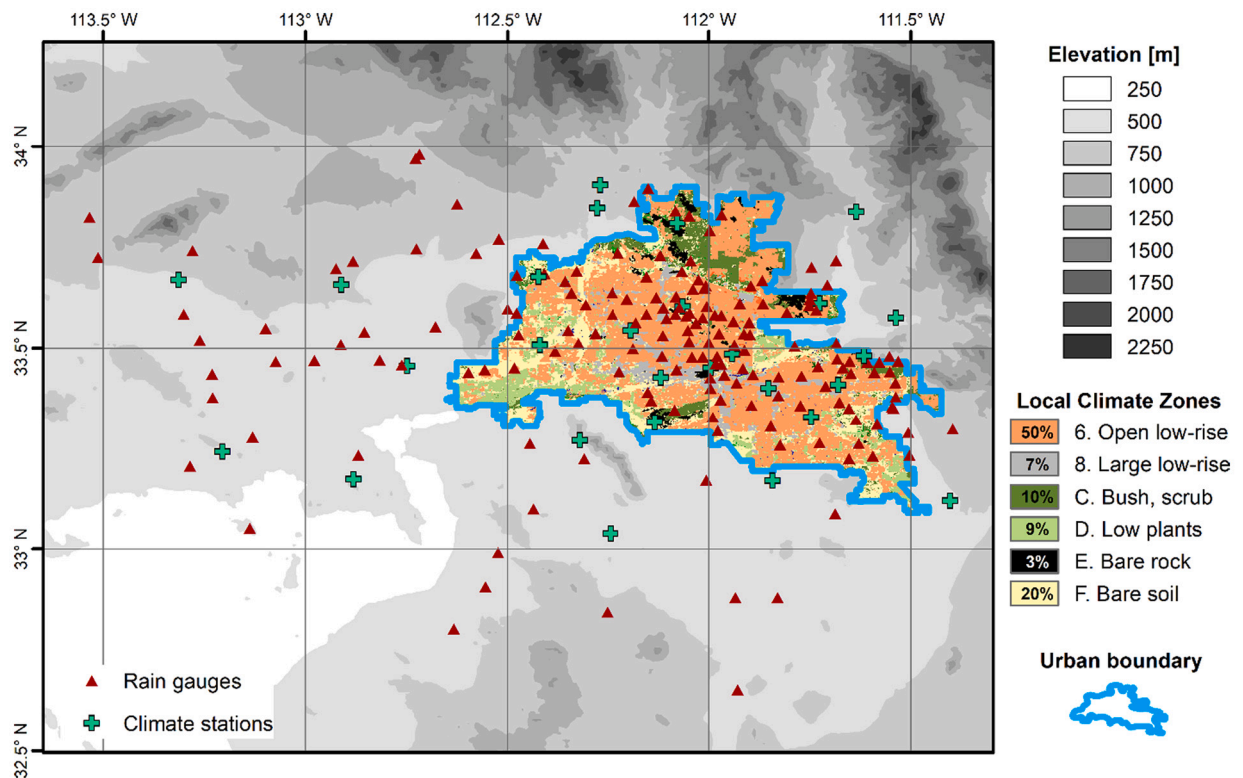 113.5° W 113° W 112.5° W 112° W 111.5° W
34° N
33.5° N
33° N
32.5° N
Rain gauges
Climate stations
Elevation [m]
250
500
750
1000
1250
1500
1750
2000
2250
Local Climate Zones
50% 6. Open low-rise
7% 8. Large low-rise
10% C. Bush, scrub
9% D. Low plants
3% E. Bare rock
20% F. Bare soil
Urban boundary